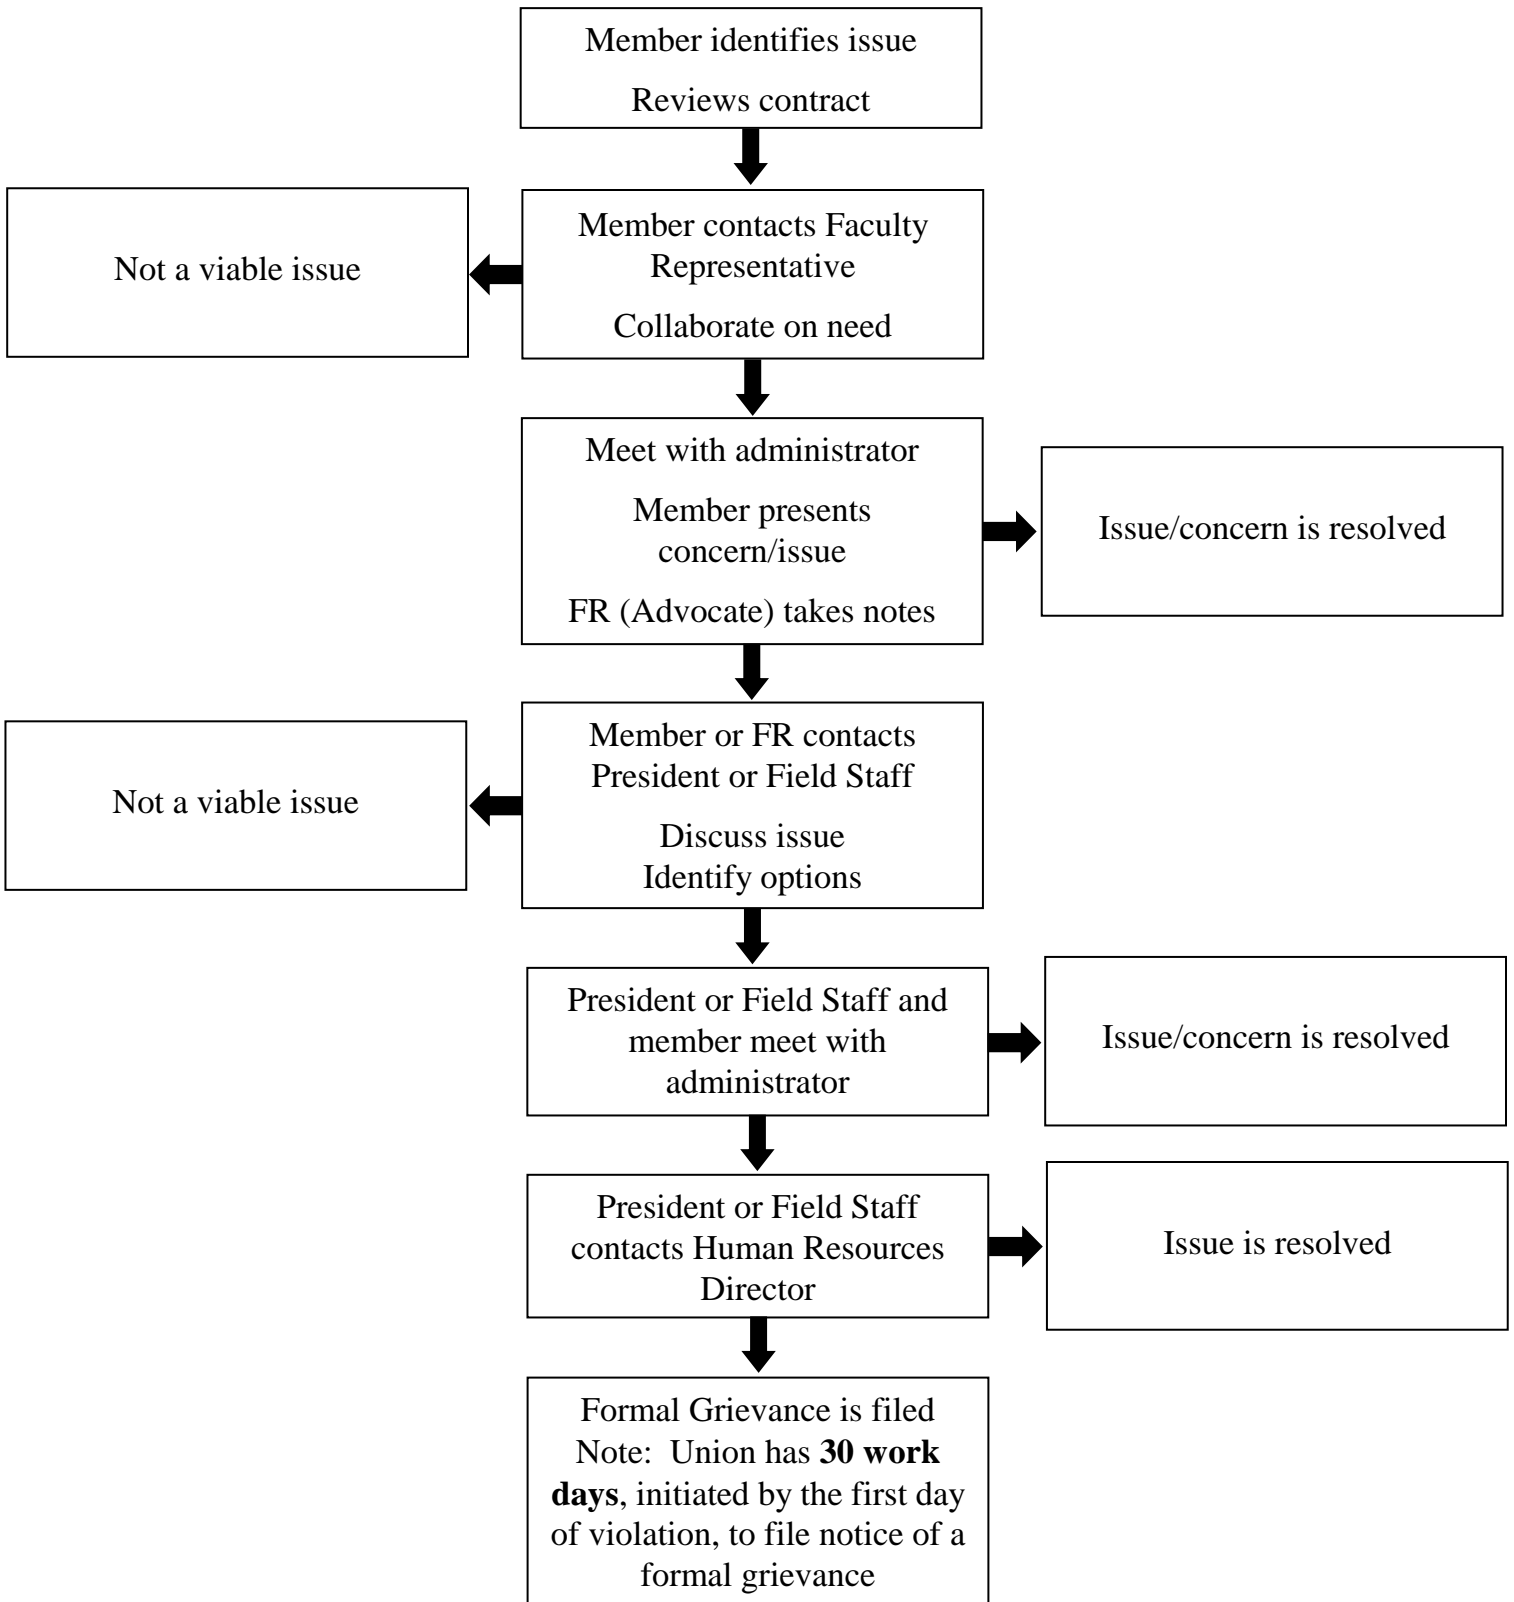 Member identifies issue
Reviews contract
Not a viable issue
Member contacts Faculty
Representative
Collaborate on need
Meet with administrator
Member presents
concern/issue
FR (Advocate) takes notes
Issue/concern is resolved
Not a viable issue
Member or FR contacts
President or Field Staff
Discuss issue
Identify options
President or Field Staff and
member meet with
administrator
Issue/concern is resolved
President or Field Staff
contacts Human Resources
Director
Issue is resolved
Formal Grievance is filed
Note:  Union has 30 work
days, initiated by the first day
of violation, to file notice of a
formal grievance